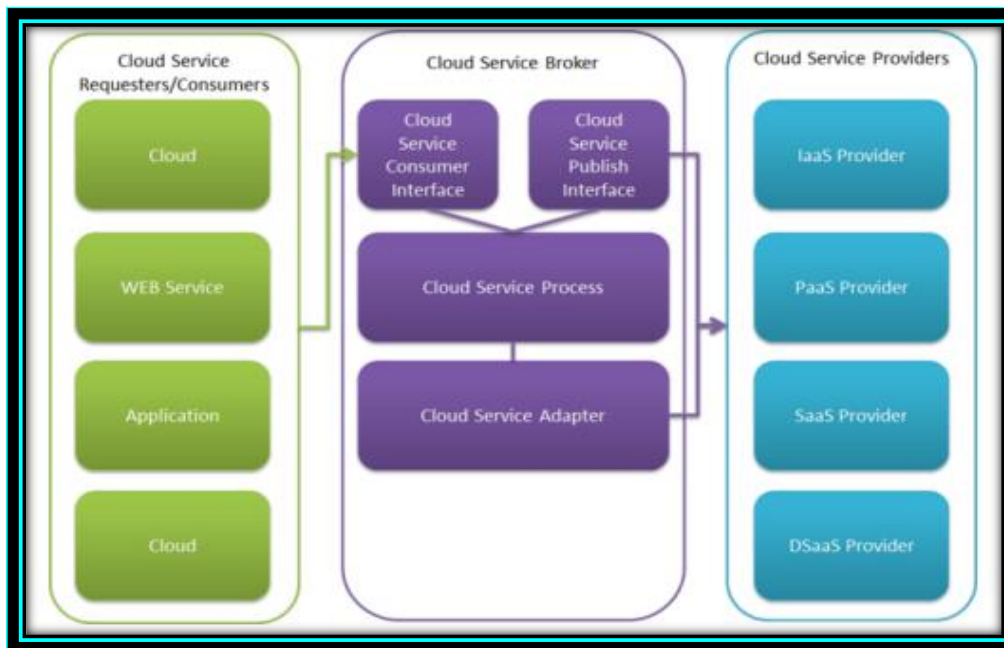 Cloud Service
Requesters/Consumers
Cloud
WEB Service
Application
Cloud
Cloud Service Broker
Cloud
Service
Consumer
Interface
Cloud
Service
Publish
Interface
Cloud Service Process
Cloud Service Adapter
Cloud Service Providers
IaaS Provider
PaaS Provider
SaaS Provider
DSaaS Provider